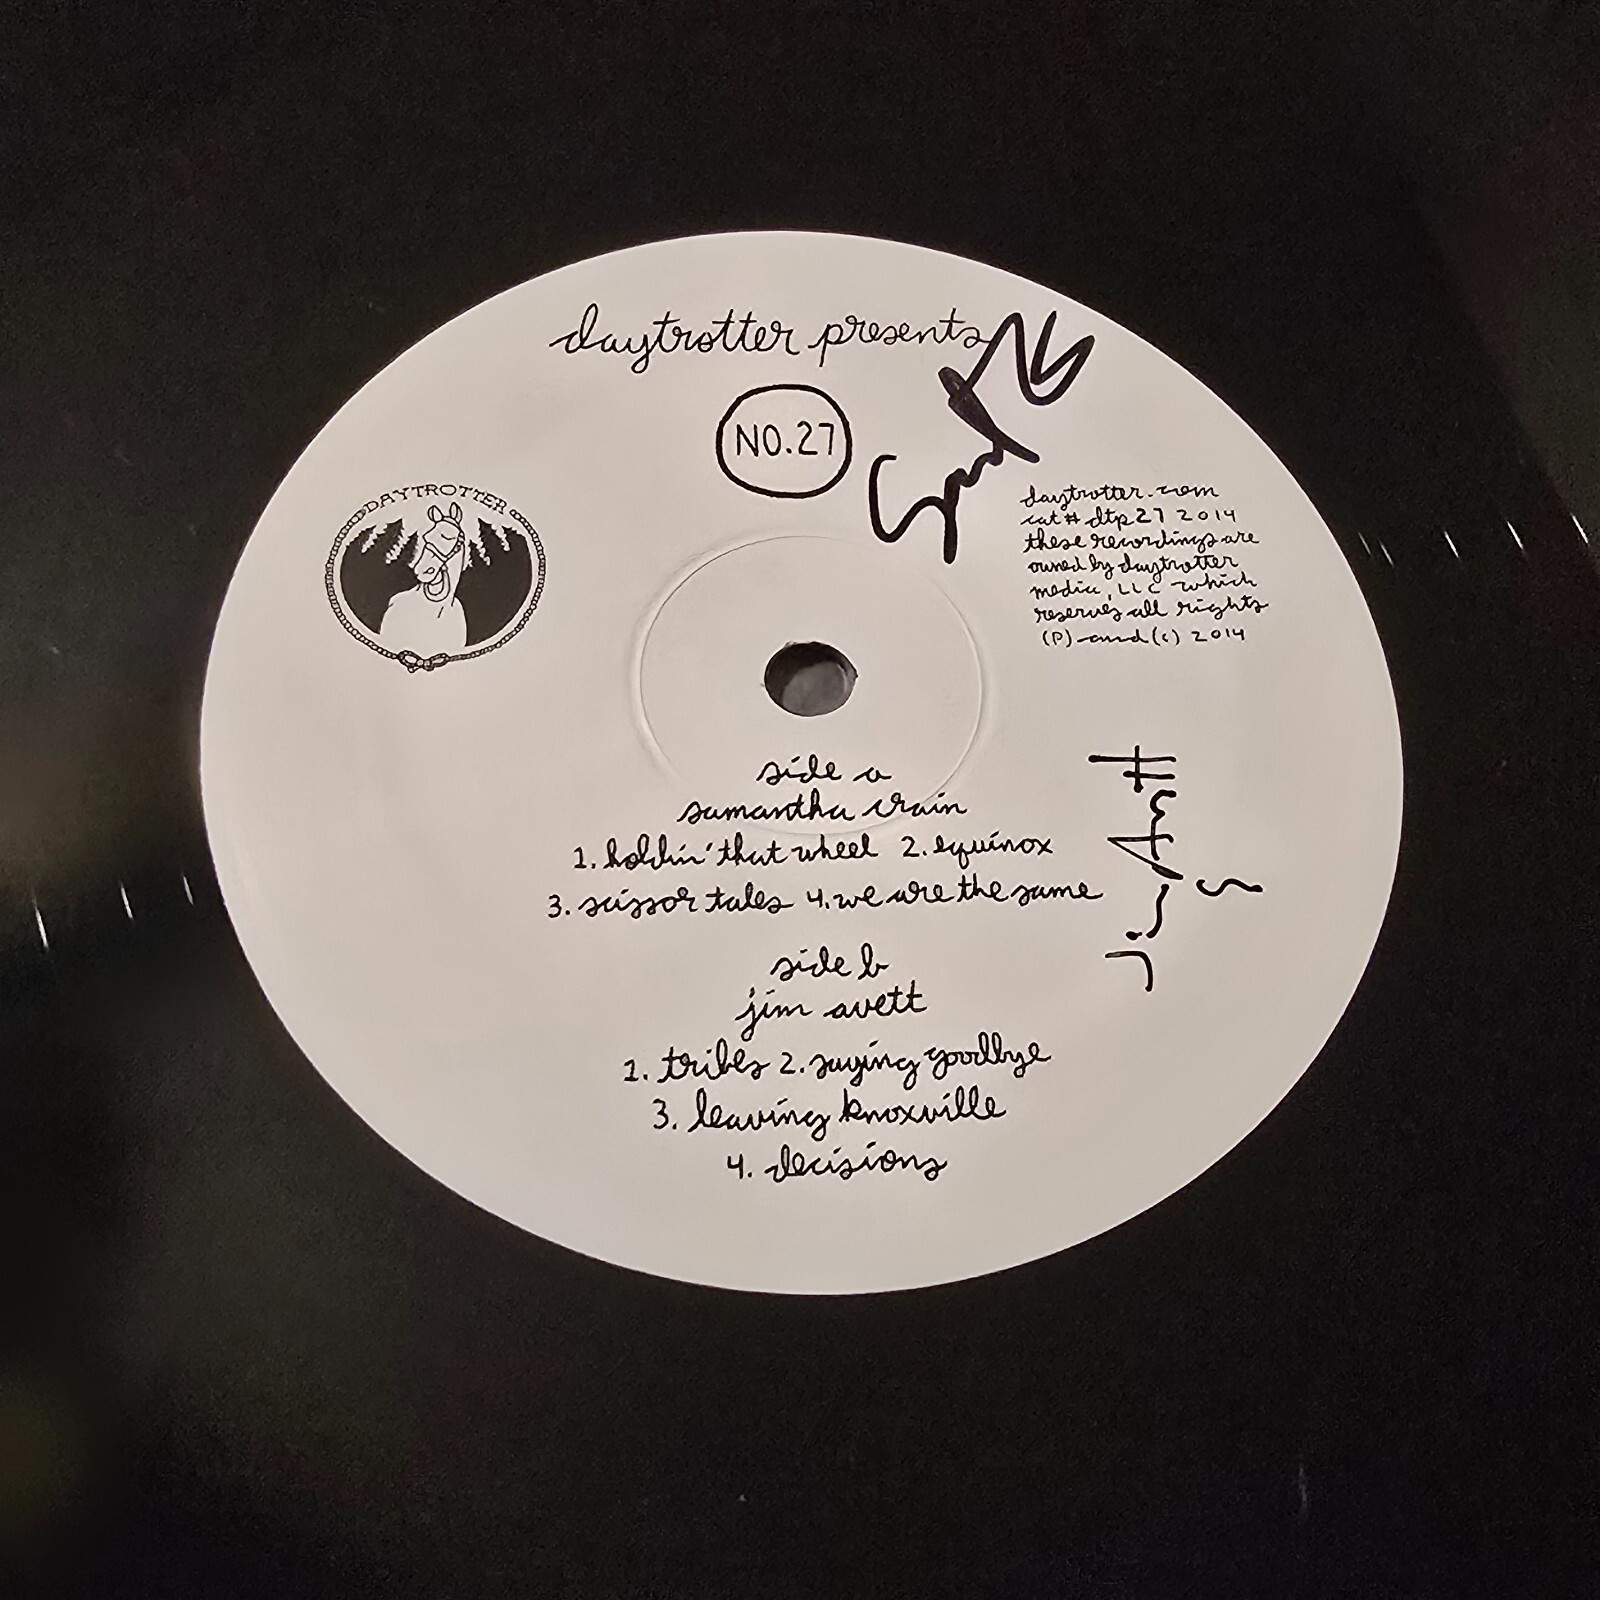 daytrotter presents
NO.27
DAYTROTTER
daytrotter.com
cat# dtp27 2014
these recordings are
owned by daytrotter
media, LLC which
reserves all rights
(P) and (c) 2014
side a
samantha crain
1. holdin' that wheel 2. equinox
3. scissor tales 4. we are the same
side b
jim avett
1. tribes 2. saying goodbye
3. leaving knoxville
4. decisions